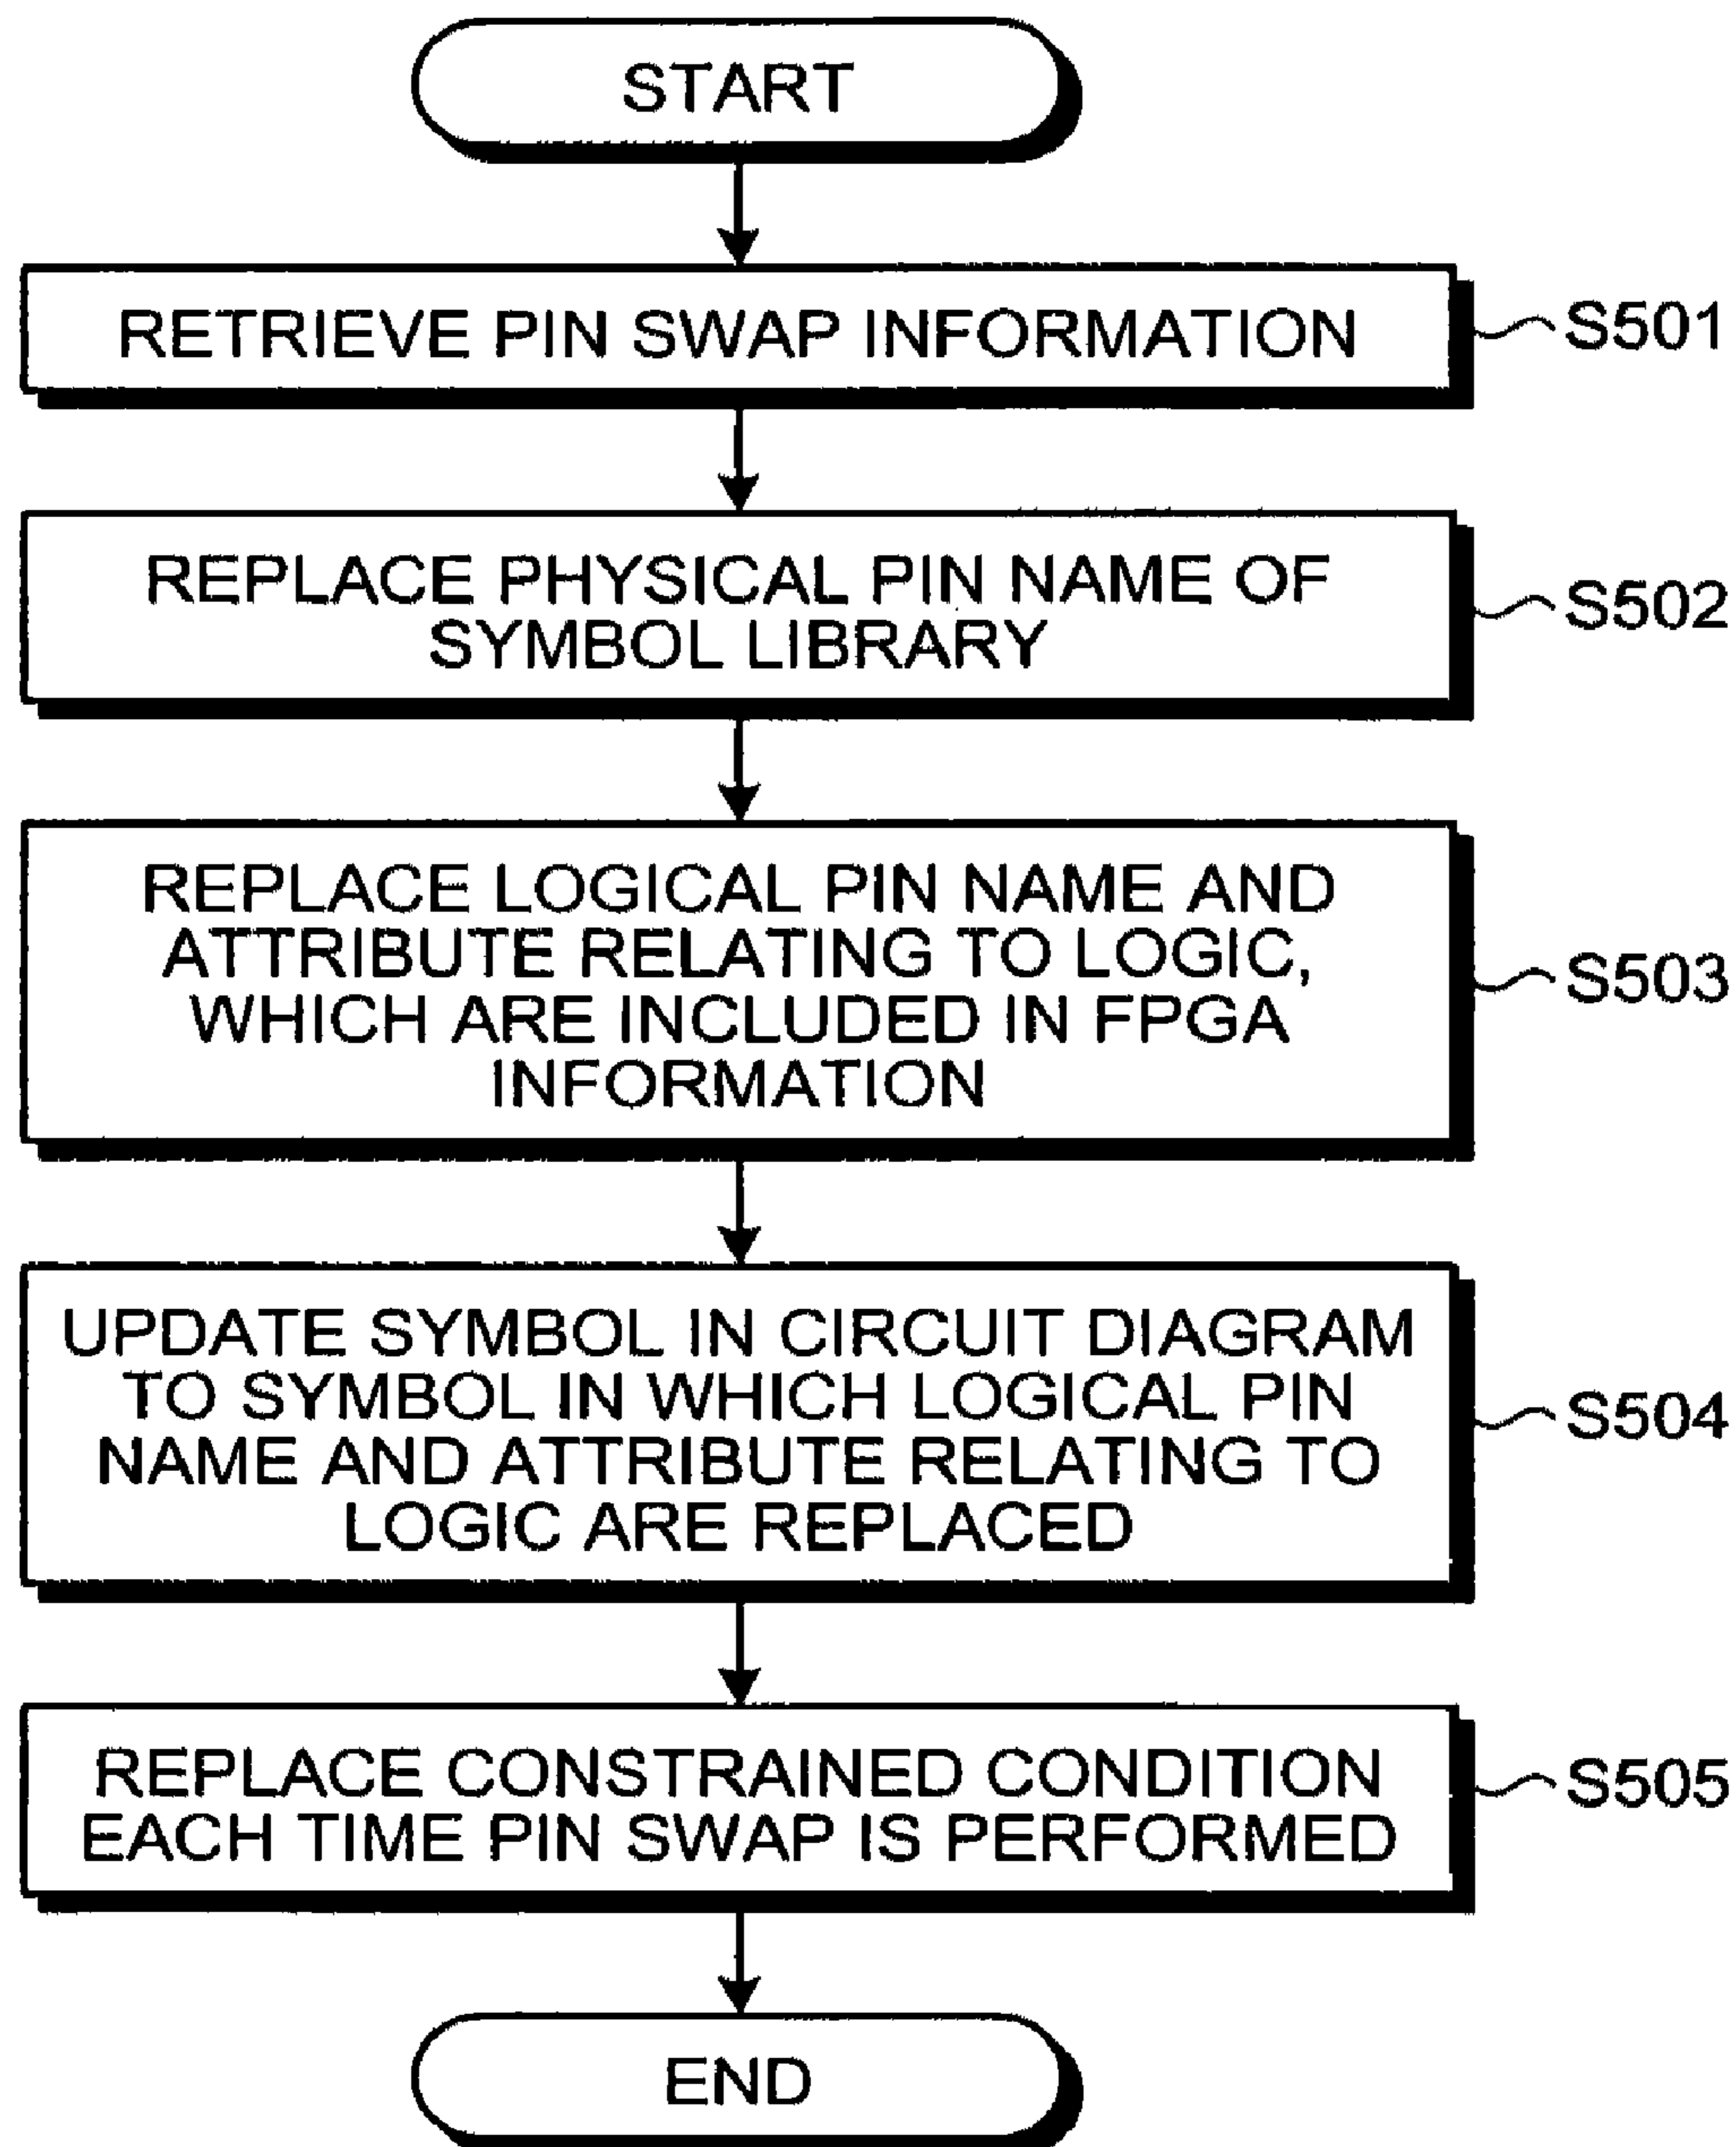 START
RETRIEVE PIN SWAP INFORMATION
S501
REPLACE PHYSICAL PIN NAME OF
SYMBOL LIBRARY
S502
REPLACE LOGICAL PIN NAME AND
ATTRIBUTE RELATING TO LOGIC,
WHICH ARE INCLUDED IN FPGA
INFORMATION
S503
UPDATE SYMBOL IN CIRCUIT DIAGRAM
TO SYMBOL IN WHICH LOGICAL PIN
NAME AND ATTRIBUTE RELATING TO
LOGIC ARE REPLACED
S504
REPLACE CONSTRAINED CONDITION
EACH TIME PIN SWAP IS PERFORMED
S505
END